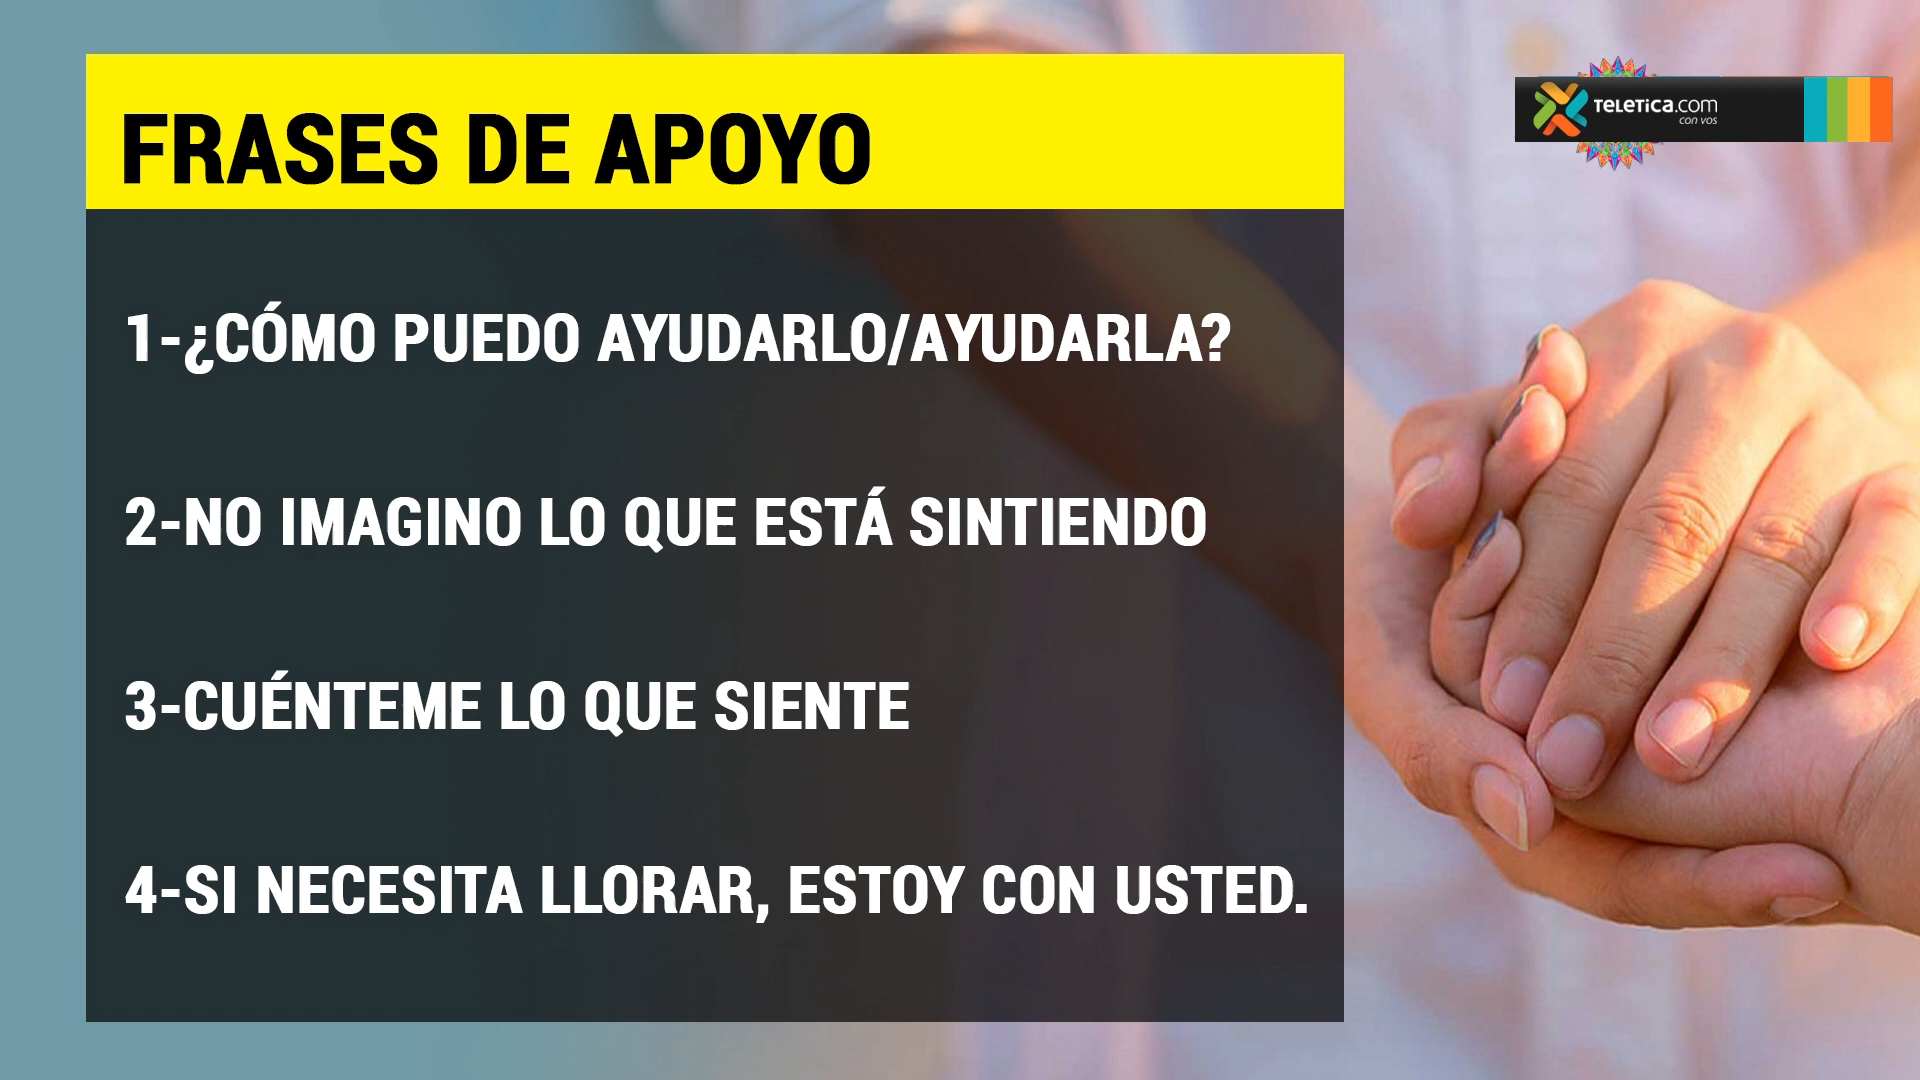 FRASES DE APOYO
TELETICA.COM
con vos
1-¿CÓMO PUEDO AYUDARLO/AYUDARLA?
2-NO IMAGINO LO QUE ESTÁ SINTIENDO
3-CUÉNTEME LO QUE SIENTE
4-SI NECESITA LLORAR, ESTOY CON USTED.